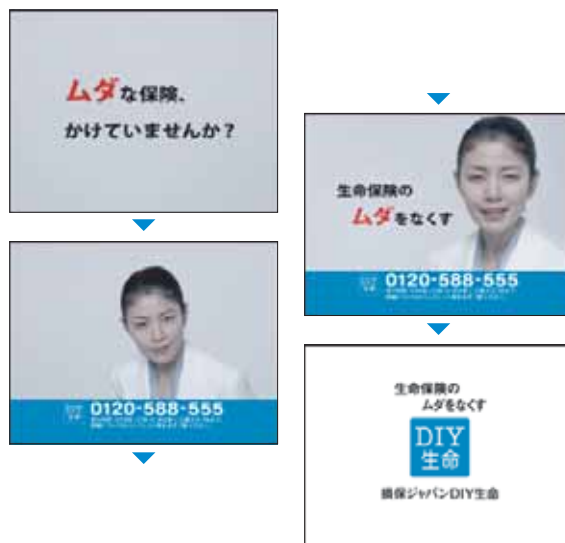 ムダな保険、
かけていませんか？
0120-588-555
生命保険の
ムダをなくす
0120-588-555
生命保険の
ムダをなくす
DIY
生命
損保ジャパンDIY生命